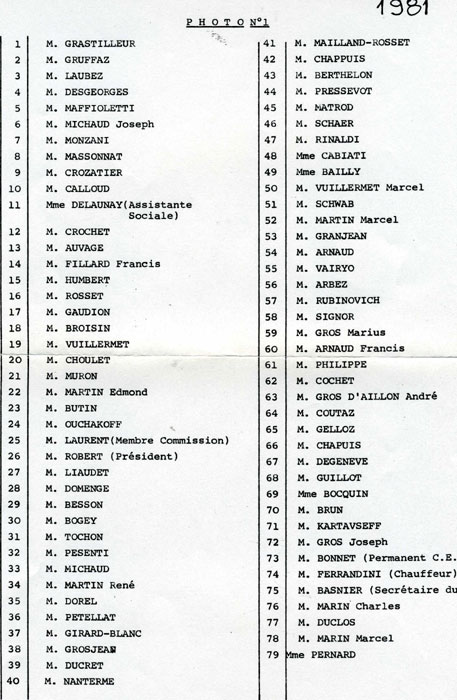 1981
PHOTO N°1
1 M. GRASTILLEUR
2 M. GRUFFAZ
3 M. LAUBEZ
4 M. DESGEORGES
5 M. MAFFIOLETTI
6 M. MICHAUD Joseph
7 M. MONZANI
8 M. MASSONNAT
9 M. CROZATIER
10 M. CALLOUD
11 Mme DELAUNAY(Assistante
Sociale)
12 M. CROCHET
13 M. AUVAGE
14 M. FILLARD Francis
15 M. HUMBERT
16 M. ROSSET
17 M. GAUDION
18 M. BROISIN
19 M. VUILLERMET
20 M. CHOULET
21 M. MURON
22 M. MARTIN Edmond
23 M. BUTIN
24 M. OUCHAKOFF
25 M. LAURENT(Membre Commission)
26 M. ROBERT (Président)
27 M. LIAUDET
28 M. DOMENGE
29 M. BESSON
30 M. BOGEY
31 M. TOCHON
32 M. PESENTI
33 M. MICHAUD
34 M. MARTIN René
35 M. DOREL
36 M. PETELLAT
37 M. GIRARD-BLANC
38 M. GROSJEAN
39 M. DUCRET
40 M. NANTERME
41 M. MAILLAND-ROSSET
42 M. CHAPPUIS
43 M. BERTHELON
44 M. PRESSEVOT
45 M. MATROD
46 M. SCHAER
47 M. RINALDI
48 Mme CABIATI
49 Mme BAILLY
50 M. VUILLERMET Marcel
51 M. SCHWAB
52 M. MARTIN Marcel
53 M. GRANJEAN
54 M. ARNAUD
55 M. VAIRYO
56 M. ARBEZ
57 M. RUBINOVICH
58 M. SIGNOR
59 M. GROS Marius
60 M. ARNAUD Francis
61 M. PHILIPPE
62 M. COCHET
63 M. GROS D'AILLON André
64 M. COUTAZ
65 M. GELLOZ
66 M. CHAPUIS
67 M. DEGENEVE
68 M. GUILLOT
69 Mme BOCQUIN
70 M. BRUN
71 M. KARTAVSEFF
72 M. GROS Joseph
73 M. BONNET (Permanent C.E.
74 M. FERRANDINI (Chauffeur)
75 M. BASNIER (Secrétaire du
76 M. MARIN Charles
77 M. DUCLOS
78 M. MARIN Marcel
79 Mme PERNARD